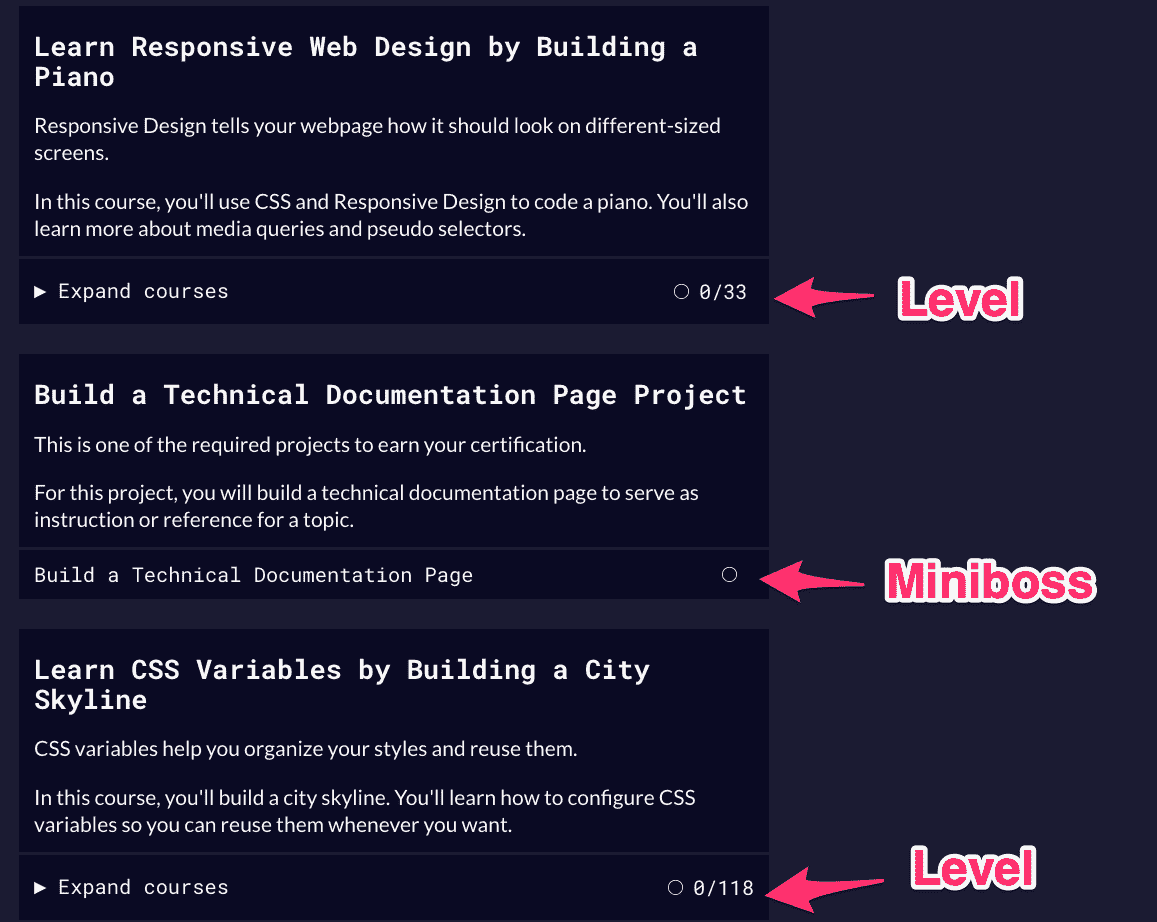 Learn Responsive Web Design by Building a
Piano
Responsive Design tells your webpage how it should look on different-sized
screens.
In this course, you'll use CSS and Responsive Design to code a piano. You'll also
learn more about media queries and pseudo selectors.
▶ Expand courses 0/33 Level
Build a Technical Documentation Page Project
This is one of the required projects to earn your certification.
For this project, you will build a technical documentation page to serve as
instruction or reference for a topic.
Build a Technical Documentation Page Miniboss
Learn CSS Variables by Building a City
Skyline
CSS variables help you organize your styles and reuse them.
In this course, you'll build a city skyline. You'll learn how to configure CSS
variables so you can reuse them whenever you want.
▶ Expand courses 0/118 Level